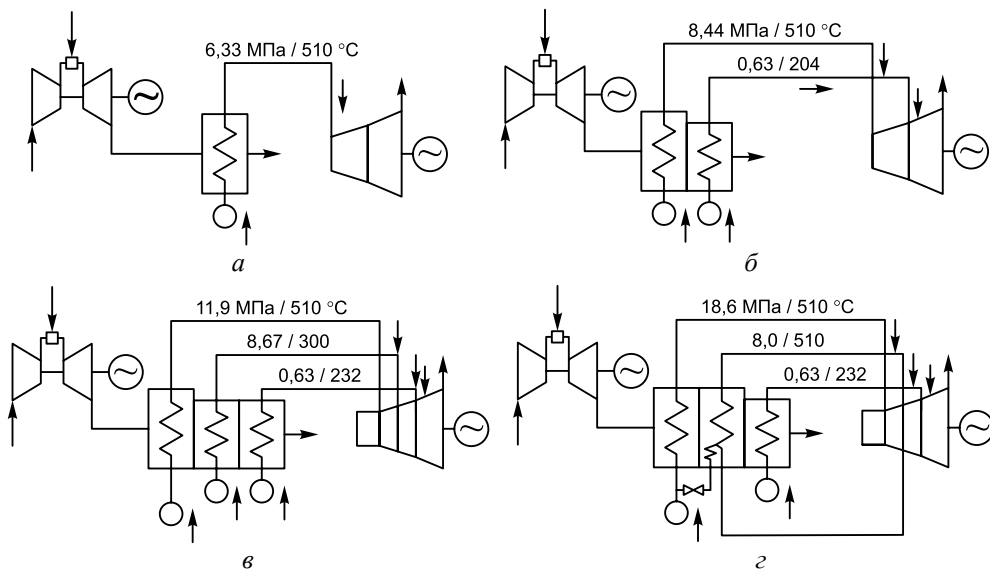 6,33 МПа / 510 °C
а
8,44 МПа / 510 °C
0,63 / 204
б
11,9 МПа / 510 °C
8,67 / 300
0,63 / 232
в
18,6 МПа / 510 °C
8,0 / 510
0,63 / 232
г